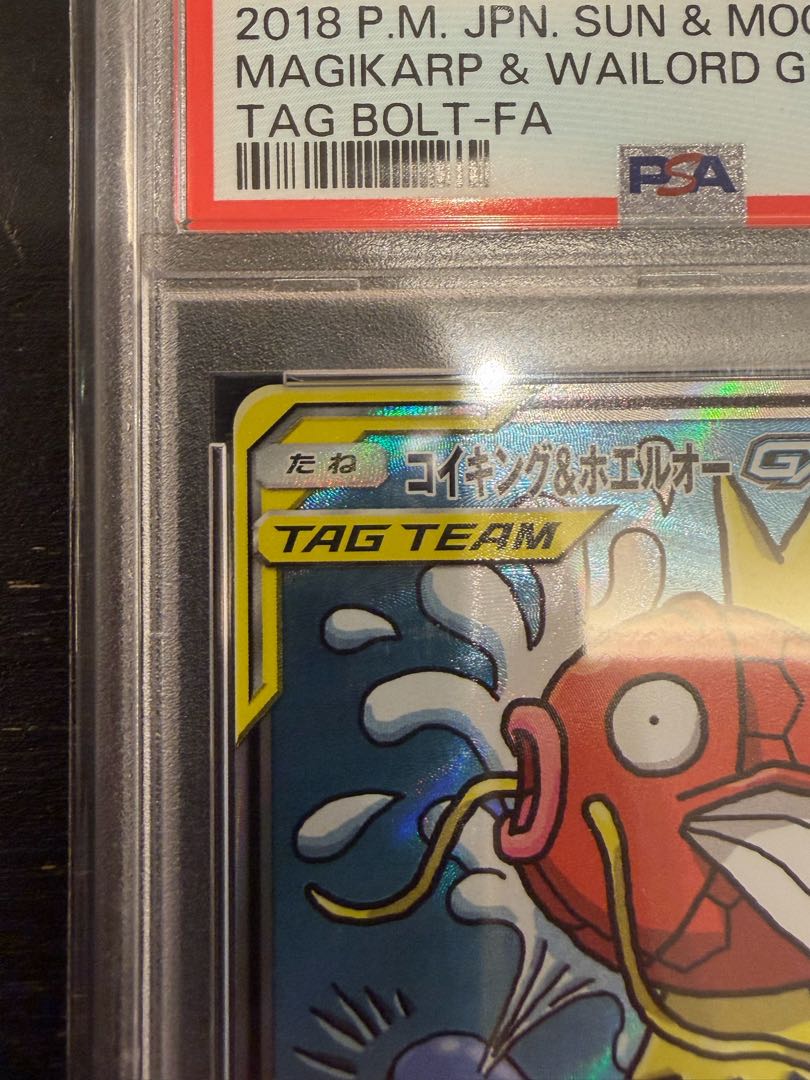 2018 P.M. JPN. SUN & MOO
MAGIKARP & WAILORD G
TAG BOLT-FA
PSA
たね コイキング&ホエルオー GX
TAG TEAM